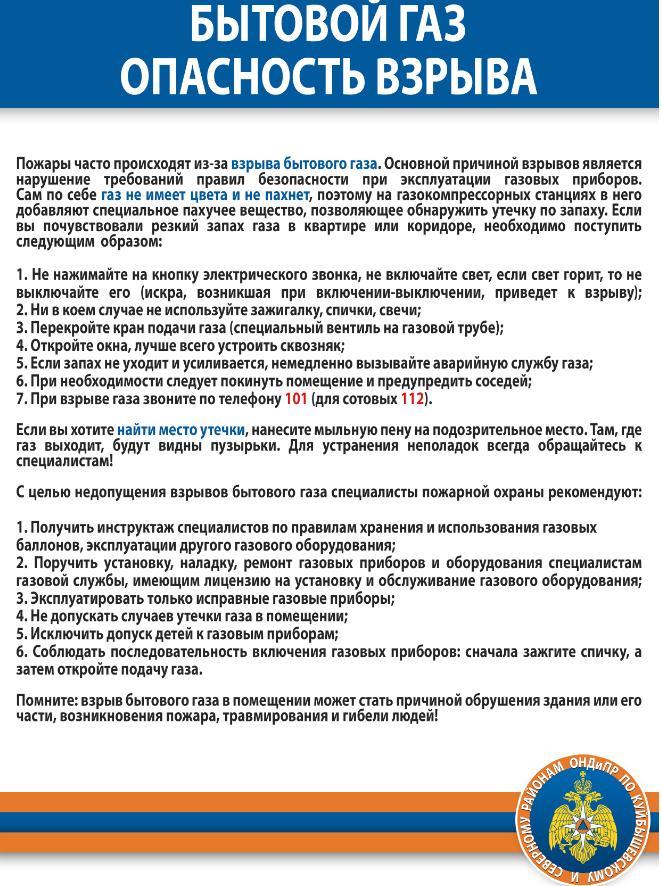 БЫТОВОЙ ГАЗ
ОПАСНОСТЬ ВЗРЫВА
Пожары часто происходят из-за взрыва бытового газа. Основной причиной взрывов является
нарушение требований правил безопасности при эксплуатации газовых приборов.
Сам по себе газ не имеет цвета и не пахнет, поэтому на газокомпрессорных станциях в него
добавляют специальное пахучее вещество, позволяющее обнаружить утечку по запаху. Если
вы почувствовали резкий запах газа в квартире или коридоре, необходимо поступить
следующим образом:
1. Не нажимайте на кнопку электрического звонка, не включайте свет, если свет горит, то не
выключайте его (искра, возникшая при включении-выключении, приведет к взрыву);
2. Ни в коем случае не используйте зажигалку, спички, свечи;
3. Перекройте кран подачи газа (специальный вентиль на газовой трубе);
4. Откройте окна, лучше всего устроить сквозняк;
5. Если запах не уходит и усиливается, немедленно вызывайте аварийную службу газа;
6. При необходимости следует покинуть помещение и предупредить соседей;
7. При взрыве газа звоните по телефону 101 (для сотовых 112).
Если вы хотите найти место утечки, нанесите мыльную пену на подозрительное место. Там, где
газ выходит, будут видны пузырьки. Для устранения неполадок всегда обращайтесь к
специалистам!
С целью недопущения взрывов бытового газа специалисты пожарной охраны рекомендуют:
1. Получить инструктаж специалистов по правилам хранения и использования газовых
баллонов, эксплуатации другого газового оборудования;
2. Поручить установку, наладку, ремонт газовых приборов и оборудования специалистам
газовой службы, имеющим лицензию на установку и обслуживание газового оборудования;
3. Эксплуатировать только исправные газовые приборы;
4. Не допускать случаев утечки газа в помещении;
5. Исключить допуск детей к газовым приборам;
6. Соблюдать последовательность включения газовых приборов: сначала зажгите спичку, а
затем откройте подачу газа.
Помните: взрыв бытового газа в помещении может стать причиной обрушения здания или его
части, возникновения пожара, травмирования и гибели людей!
ОНДиПР ПО КУЙБЫШЕВСКОМУ И СЕВЕРНОМУ РАЙОНАМ